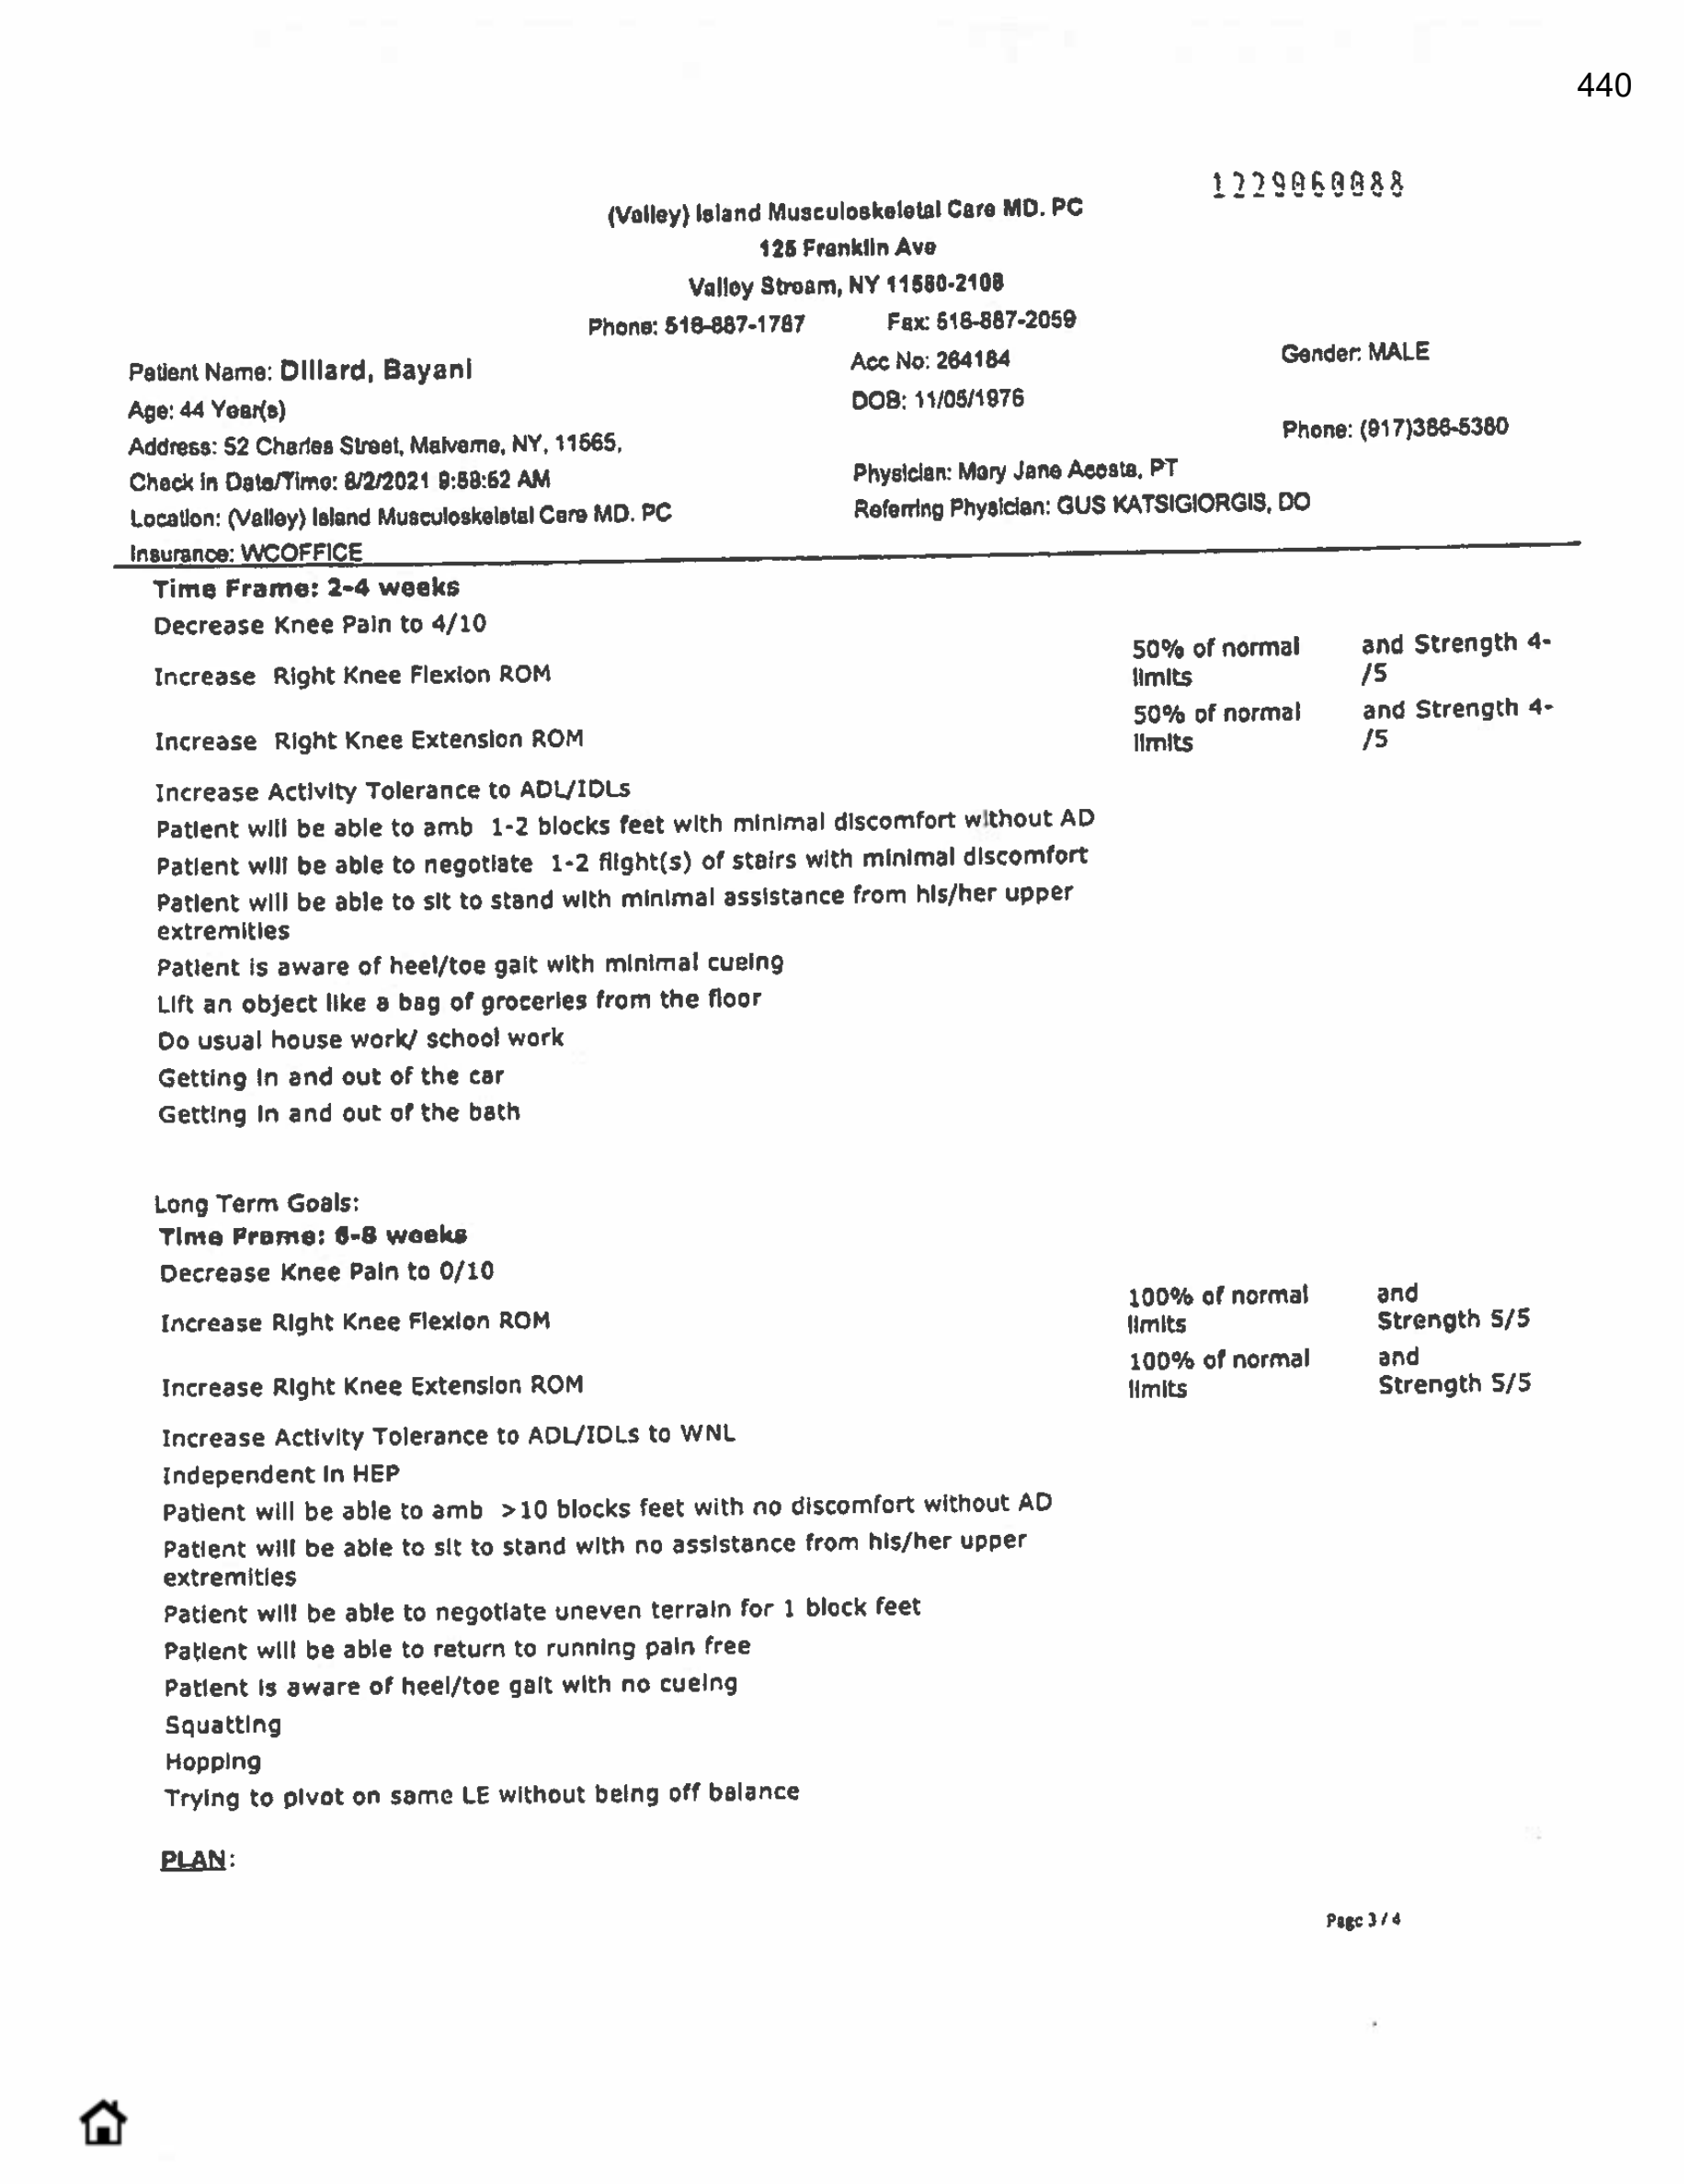 440
1229060088
(Valley) Island Musculoskeletal Care MD. PC
125 Franklin Ave
Valley Stream, NY 11580-2108
Phone: 516-887-1767 Fax: 516-887-2059
Patient Name: Dillard, Bayani Acc No: 264184 Gender: MALE
Age: 44 Year(s) DOB: 11/05/1976
Address: 52 Charles Street, Malverne, NY, 11565, Phone: (917)386-5380
Check in Date/Time: 8/2/2021 Physician: Mary Jane Acosta, PT
Location: (Valley) Island Musculoskeletal Care MD. PC Referring Physician: GUS KATSIGIORGIS, DO
Insurance: WCOFFICE
Time Frame: 2-4 weeks
Decrease Knee Pain to 4/10
Increase Right Knee Flexion ROM 50% of normal limits and Strength 4-/5
Increase Right Knee Extension ROM 50% of normal limits and Strength 4-/5
Increase Activity Tolerance to ADL/IDLs
Patient will be able to amb 1-2 blocks feet with minimal discomfort without AD
Patient will be able to negotiate 1-2 flight(s) of stairs with minimal discomfort
Patient will be able to sit to stand with minimal assistance from his/her upper
extremities
Patient is aware of heel/toe gait with minimal cueing
Lift an object like a bag of groceries from the floor
Do usual house work/ school work
Getting in and out of the car
Getting in and out of the bath
Long Term Goals:
Time Frame: 6-8 weeks
Decrease Knee Pain to 0/10
Increase Right Knee Flexion ROM 100% of normal limits and Strength 5/5
Increase Right Knee Extension ROM 100% of normal limits and Strength 5/5
Increase Activity Tolerance to ADL/IDLs to WNL
Independent in HEP
Patient will be able to amb >10 blocks feet with no discomfort without AD
Patient will be able to sit to stand with no assistance from his/her upper
extremities
Patient will be able to negotiate uneven terrain for 1 block feet
Patient will be able to return to running pain free
Patient is aware of heel/toe gait with no cueing
Squatting
Hopping
Trying to pivot on same LE without being off balance
PLAN:
Page 3 / 4